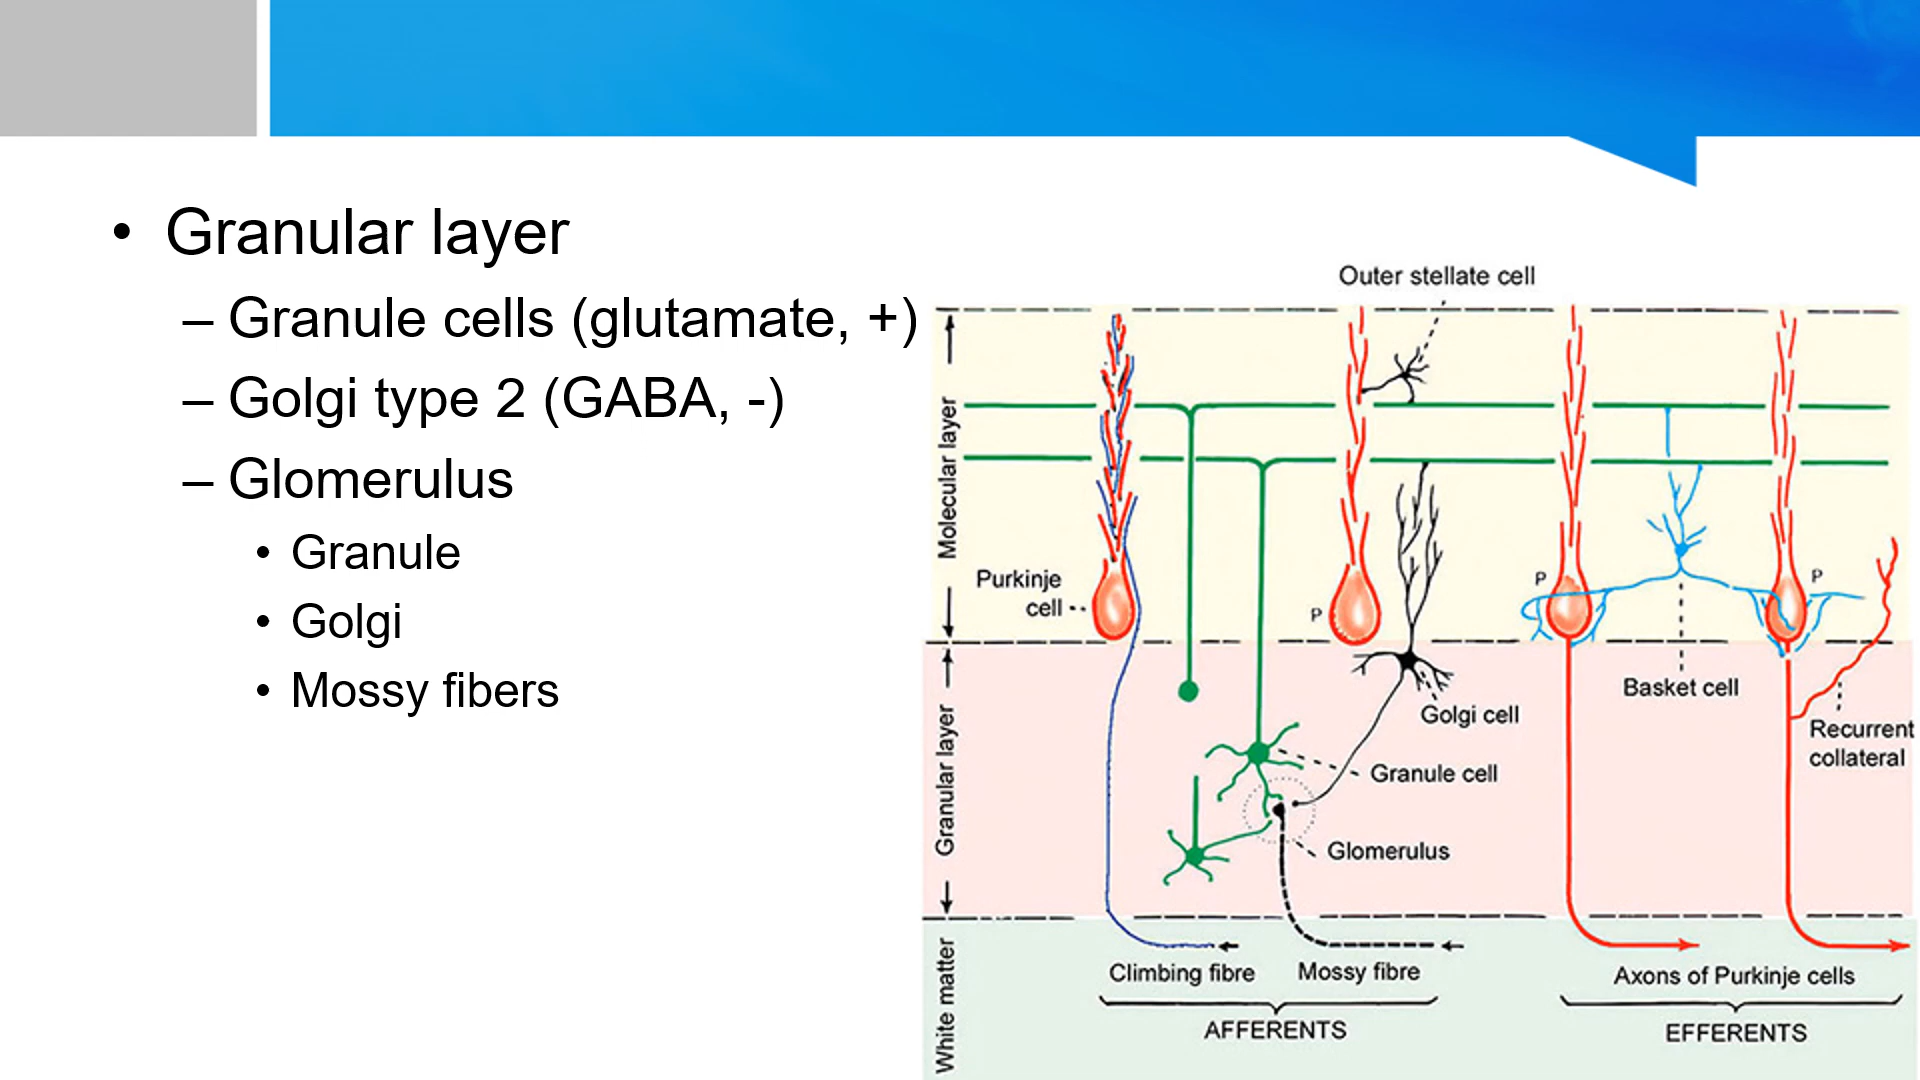 • Granular layer
– Granule cells (glutamate, +)
– Golgi type 2 (GABA, -)
– Glomerulus
• Granule
• Golgi
• Mossy fibers
Outer stellate cell
Molecular layer
Purkinje
cell
P
P
P
Basket cell
Golgi cell
Recurrent
collateral
Granular layer
Granule cell
Glomerulus
White matter
Climbing fibre
Mossy fibre
Axons of Purkinje cells
AFFERENTS
EFFERENTS